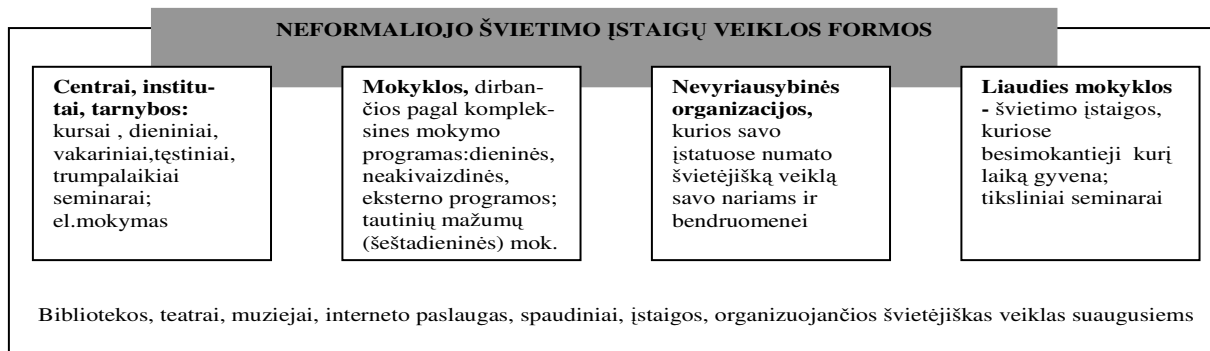 NEFORMALIOJO ŠVIETIMO ĮSTAIGŲ VEIKLOS FORMOS
Centrai, institu-
tai, tarnybos:
kursai , dieniniai,
vakariniai,tęstiniai,
trumpalaikiai
seminarai;
el.mokymas
Mokyklos, dirban-
čios pagal komplek-
sines mokymo
programas:dieninės,
neakivaizdinės,
eksterno programos;
tautinių mažumų
(šeštadieninės) mok.
Nevyriausybinės
organizacijos,
kurios savo
įstatuose numato
švietėjišką veiklą
savo nariams ir
bendruomenei
Liaudies mokyklos
- švietimo įstaigos,
kuriose
besimokantieji kurį
laiką gyvena;
tiksliniai seminarai
Bibliotekos, teatrai, muziejai, interneto paslaugas, spaudiniai, įstaigos, organizuojančios švietėjiškas veiklas suaugusiems